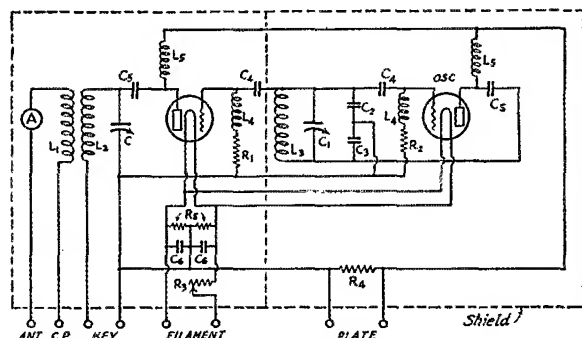 L5
L5
C5
C4
C4
osc
C5
A
L1
L2
C
L4
R1
L3
C1
C2
C3
L4
R2
R5
C6
C6
R3
R4
Shield
ANT. C.P. KEY FILAMENT PLATE